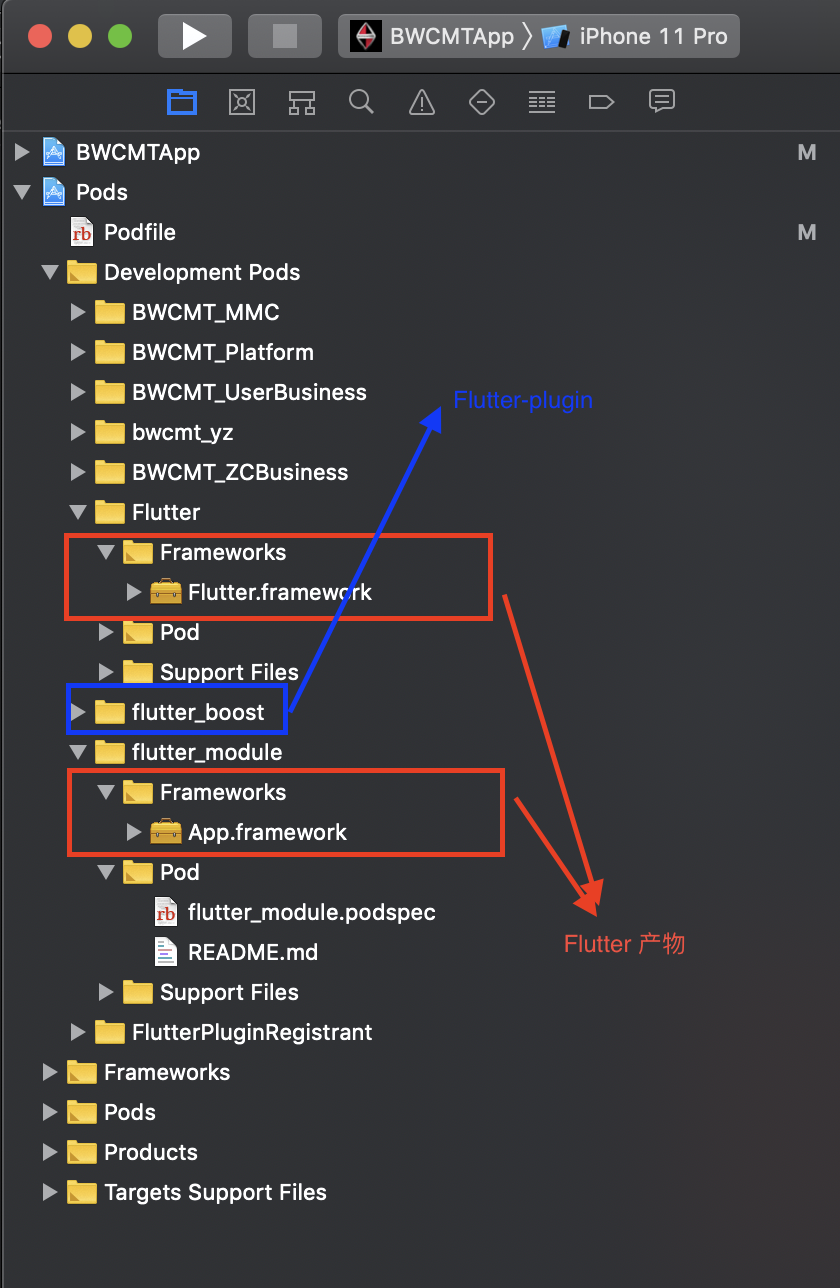 BWCMTApp 〉 iPhone 11 Pro
BWCMTApp M
Pods
rb Podfile M
Development Pods
BWCMT_MMC
BWCMT_Platform
BWCMT_UserBusiness
Flutter-plugin
bwcmt_yz
BWCMT_ZCBusiness
Flutter
Frameworks
Flutter.framework
Pod
Support Files
flutter_boost
flutter_module
Frameworks
App.framework
Pod
rb flutter_module.podspec
Flutter 产物
README.md
Support Files
FlutterPluginRegistrant
Frameworks
Pods
Products
Targets Support Files